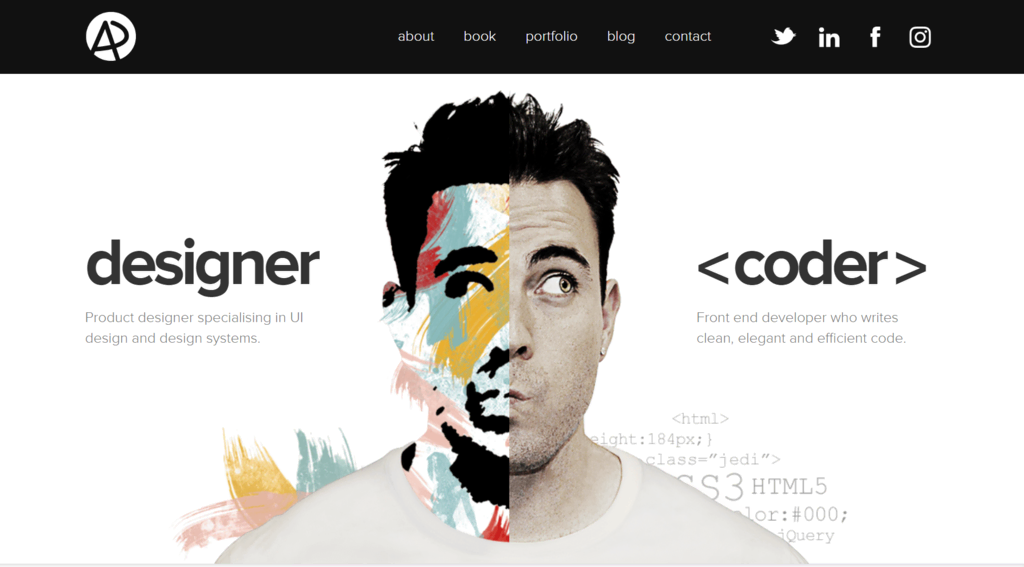 about book portfolio blog contact
designer
Product designer specialising in UI
design and design systems.
<coder>
Front end developer who writes
clean, elegant and efficient code.
<html>
eight:184px;}
class="jedi">
SS3 HTML5
lor:#000;
jQuery